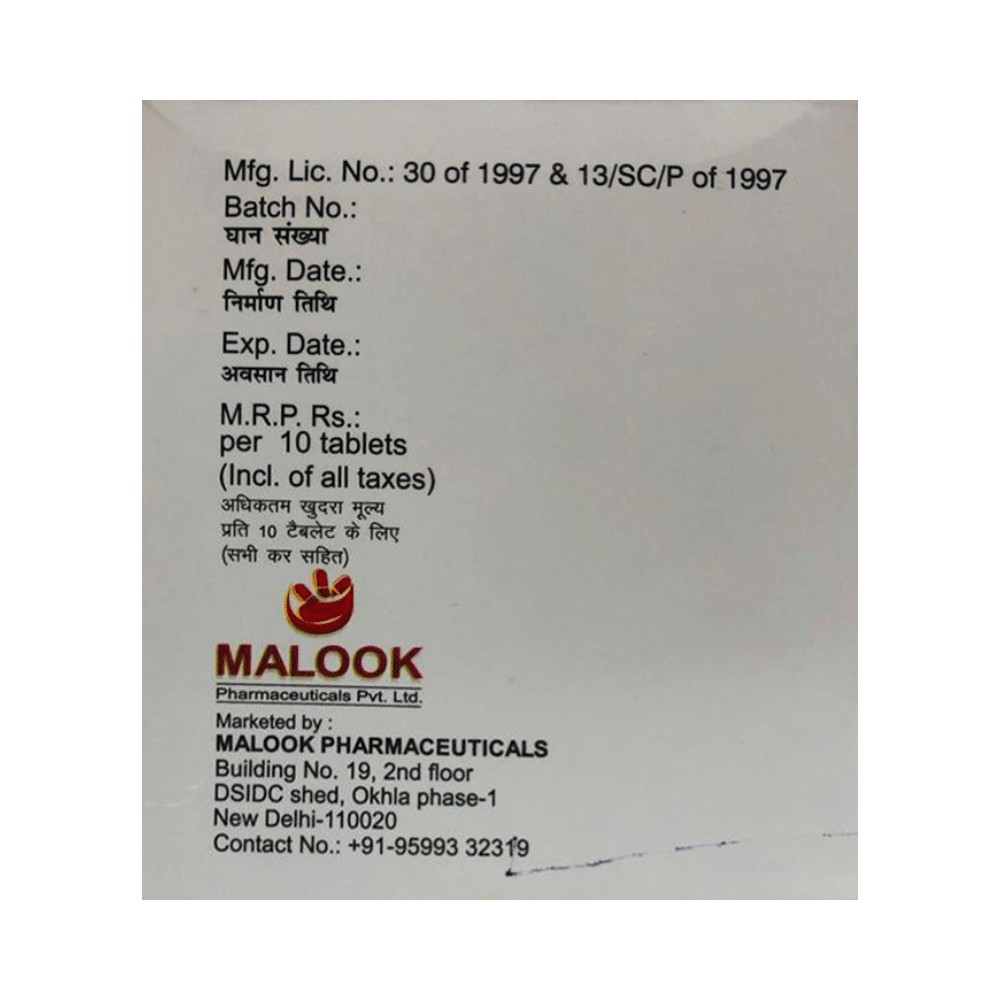 Mfg. Lic. No.: 30 of 1997 & 13/SC/P of 1997
Batch No.:
घान संख्या
Mfg. Date.:
निर्माण तिथि
Exp. Date.:
अवसान तिथि
M.R.P. Rs.:
per 10 tablets
(Incl. of all taxes)
अधिकतम खुदरा मूल्य
प्रति 10 टैबलेट के लिए
(सभी कर सहित)
MALOOK
Pharmaceuticals Pvt. Ltd.
Marketed by :
MALOOK PHARMACEUTICALS
Building No. 19, 2nd floor
DSIDC shed, Okhla phase-1
New Delhi-110020
Contact No.: +91-95993 32319